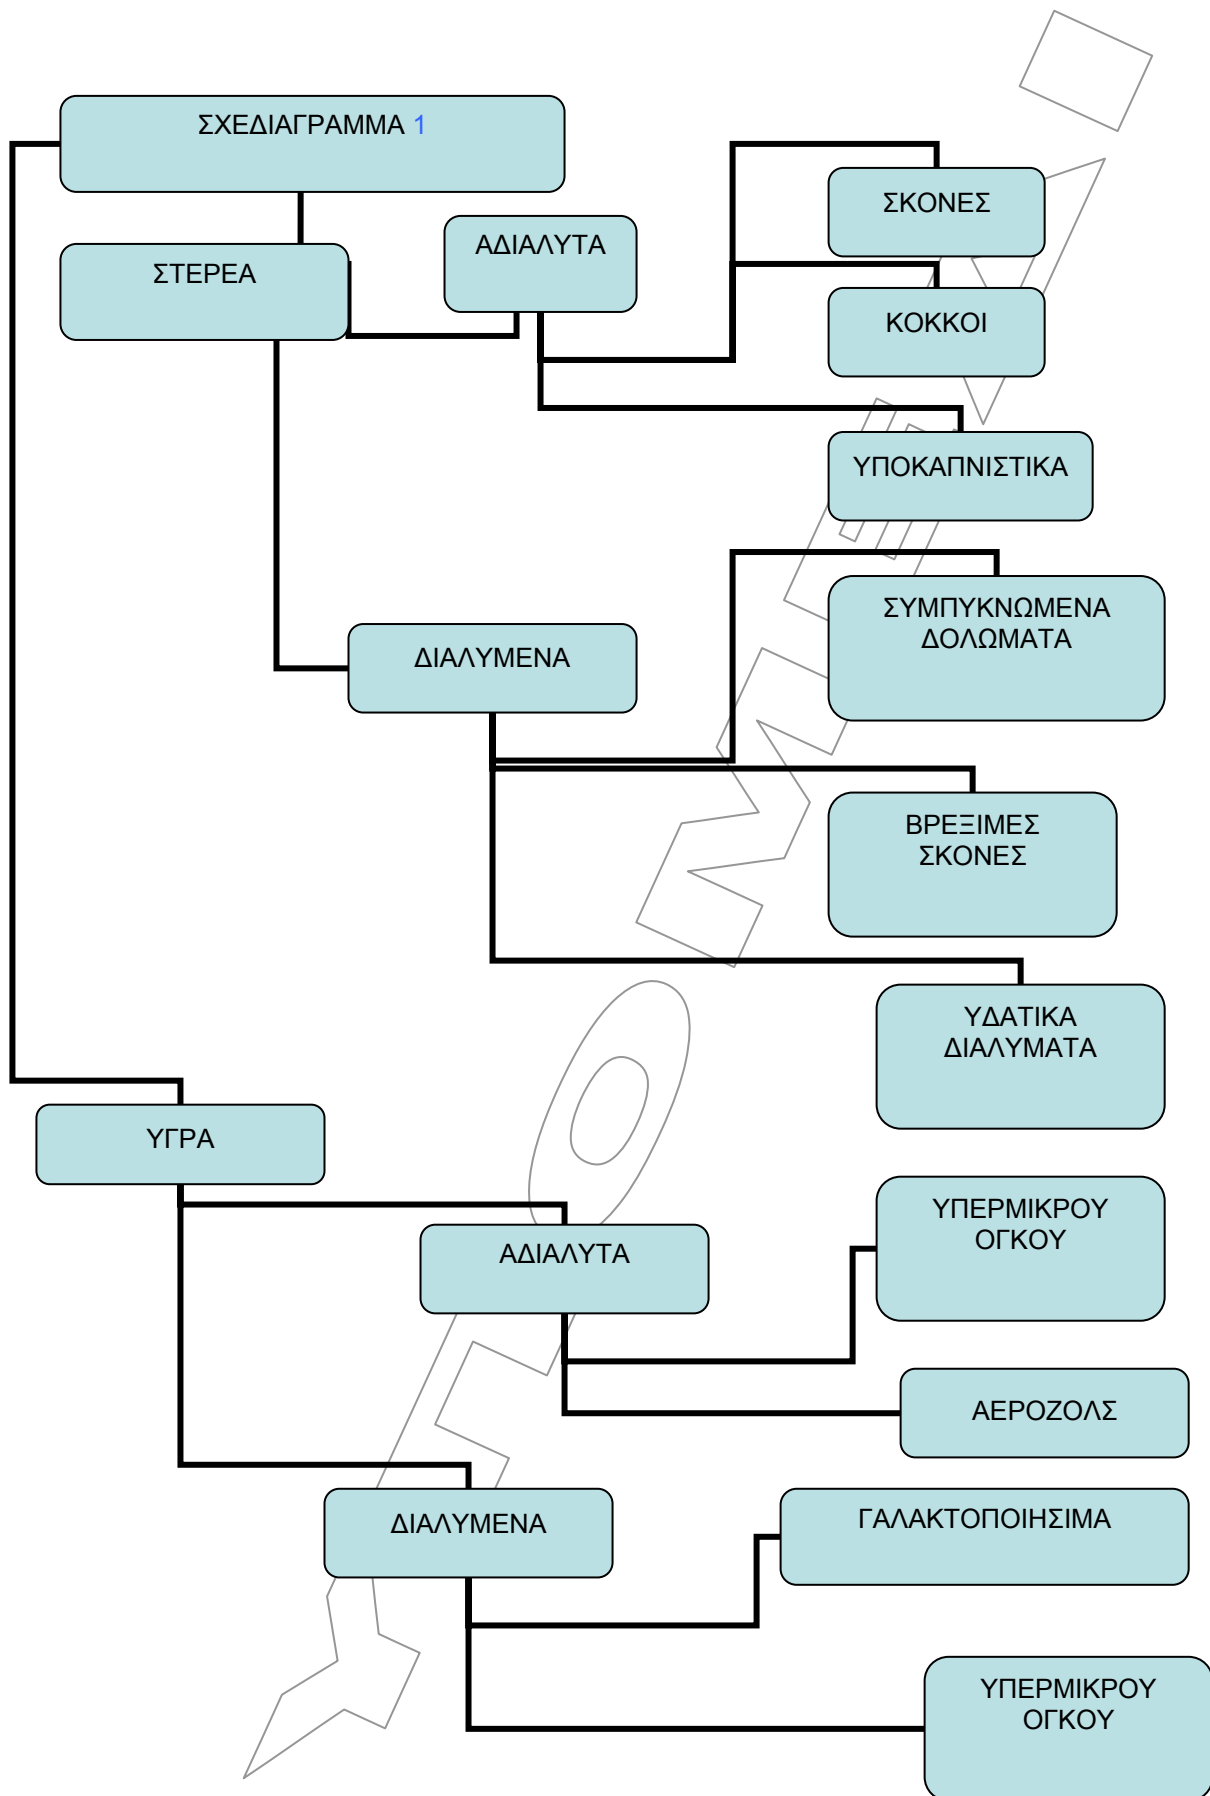 ΣΧΕΔΙΑΓΡΑΜΜΑ 1
ΣΤΕΡΕΑ
ΑΔΙΑΛΥΤΑ
ΣΚΟΝΕΣ
ΚΟΚΚΟΙ
ΥΠΟΚΑΠΝΙΣΤΙΚΑ
ΔΙΑΛΥΜΕΝΑ
ΣΥΜΠΥΚΝΩΜΕΝΑ
ΔΟΛΩΜΑΤΑ
ΒΡΕΞΙΜΕΣ
ΣΚΟΝΕΣ
ΥΔΑΤΙΚΑ
ΔΙΑΛΥΜΑΤΑ
ΥΓΡΑ
ΑΔΙΑΛΥΤΑ
ΥΠΕΡΜΙΚΡΟΥ
ΟΓΚΟΥ
ΑΕΡΟΖΟΛΣ
ΔΙΑΛΥΜΕΝΑ
ΓΑΛΑΚΤΟΠΟΙΗΣΙΜΑ
ΥΠΕΡΜΙΚΡΟΥ
ΟΓΚΟΥ